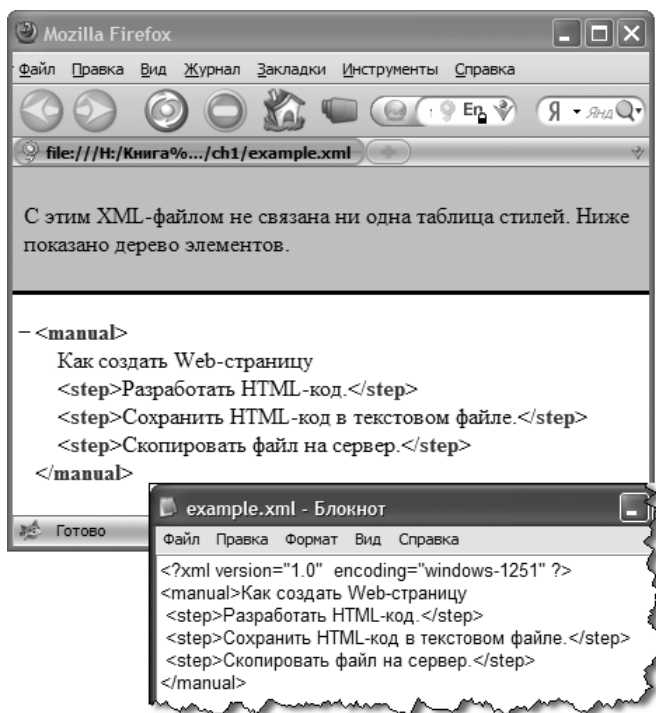 Mozilla Firefox
Файл Правка Вид Журнал Закладки Инструменты Справка
En Я Янд
file:///H:/Книга%.../ch1/example.xml
С этим XML-файлом не связана ни одна таблица стилей. Ниже
показано дерево элементов.
– <manual>
Как создать Web-страницу
<step>Разработать HTML-код.</step>
<step>Сохранить HTML-код в текстовом файле.</step>
<step>Скопировать файл на сервер.</step>
</manual>
Готово
example.xml - Блокнот
Файл Правка Формат Вид Справка
<?xml version="1.0"  encoding="windows-1251" ?>
<manual>Как создать Web-страницу
<step>Разработать HTML-код.</step>
<step>Сохранить HTML-код в текстовом файле.</step>
<step>Скопировать файл на сервер.</step>
</manual>